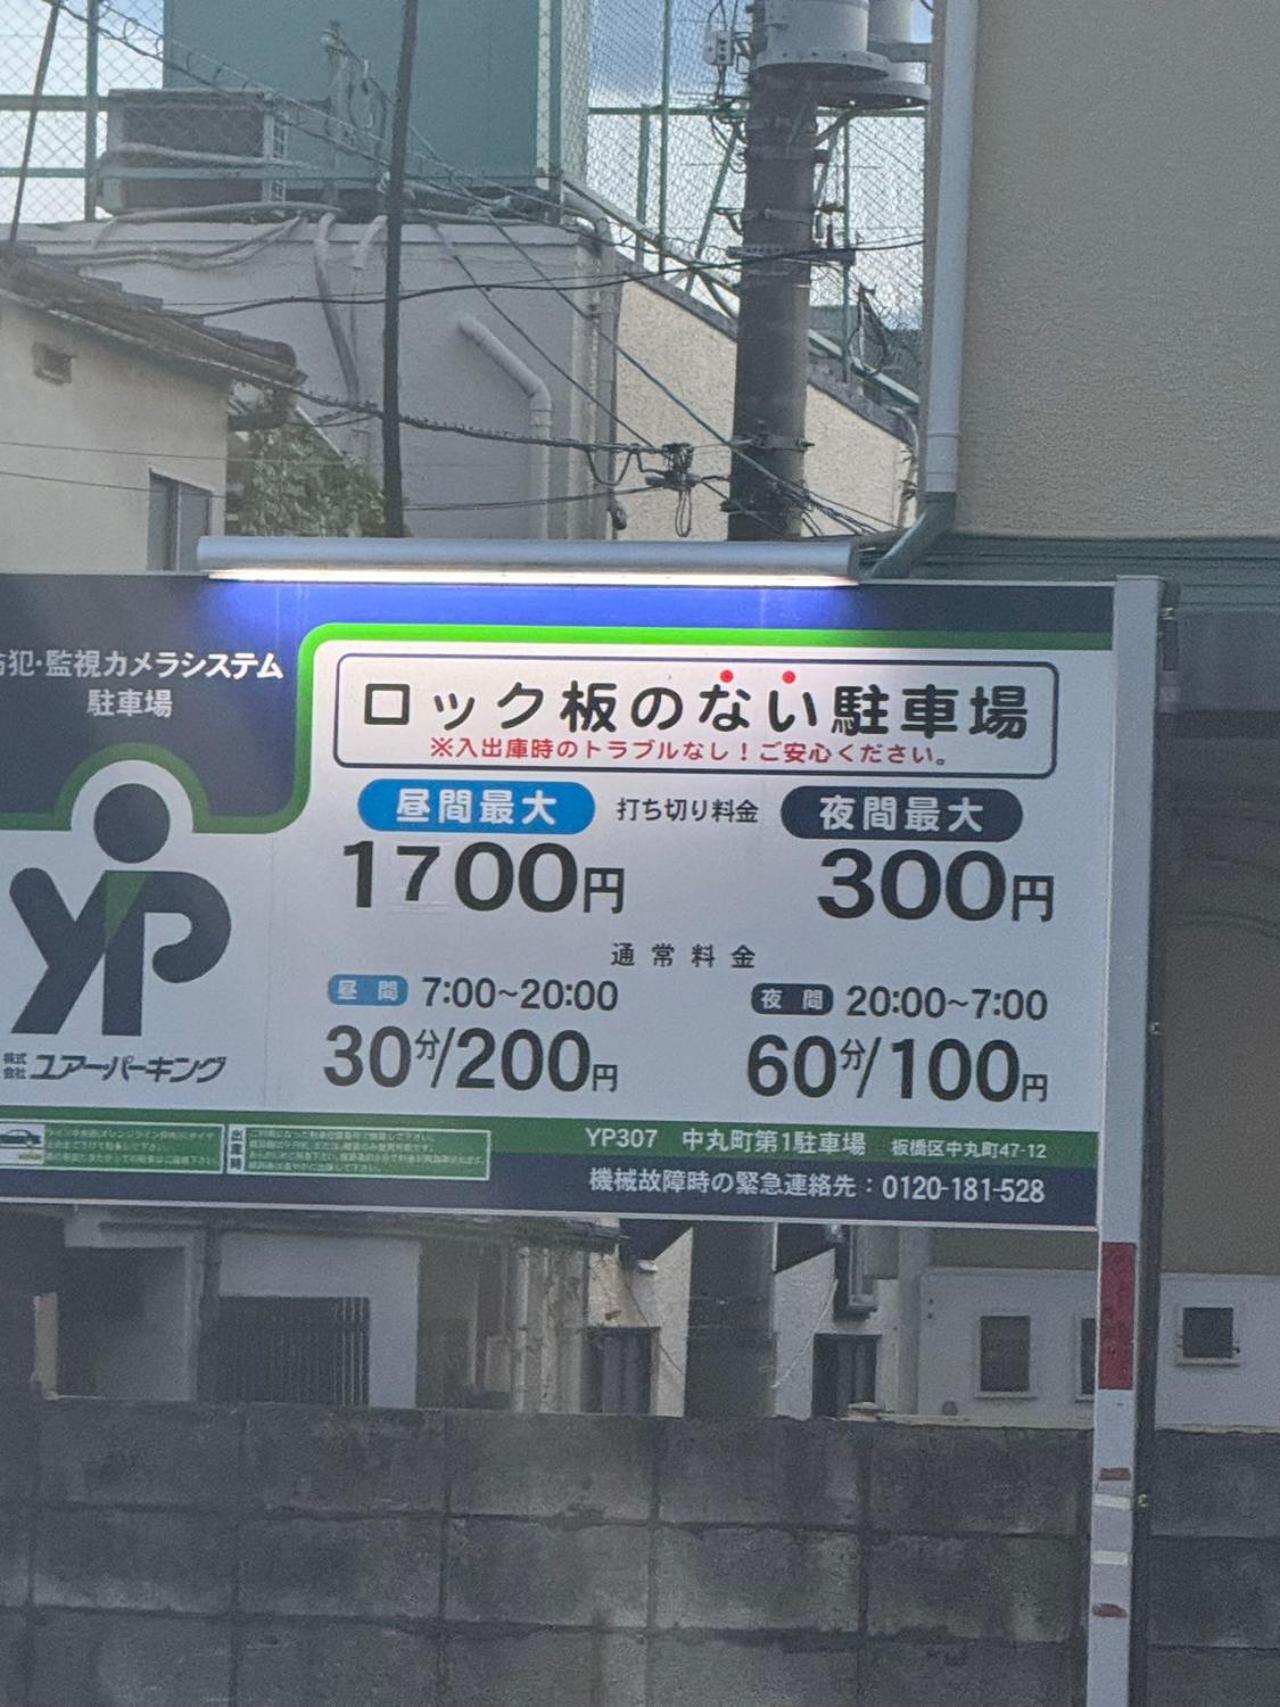 防犯・監視カメラシステム
駐車場
ロック板のない駐車場
※入出庫時のトラブルなし！ご安心ください。
昼間最大 打ち切り料金 夜間最大
1700円 300円
通常料金
昼間 7:00~20:00 夜間 20:00~7:00
30分/200円 60分/100円
YP
株式会社 ユアー・パーキング
出庫時
YP307 中丸町第1駐車場 板橋区中丸町47-12
機械故障時の緊急連絡先：0120-181-528